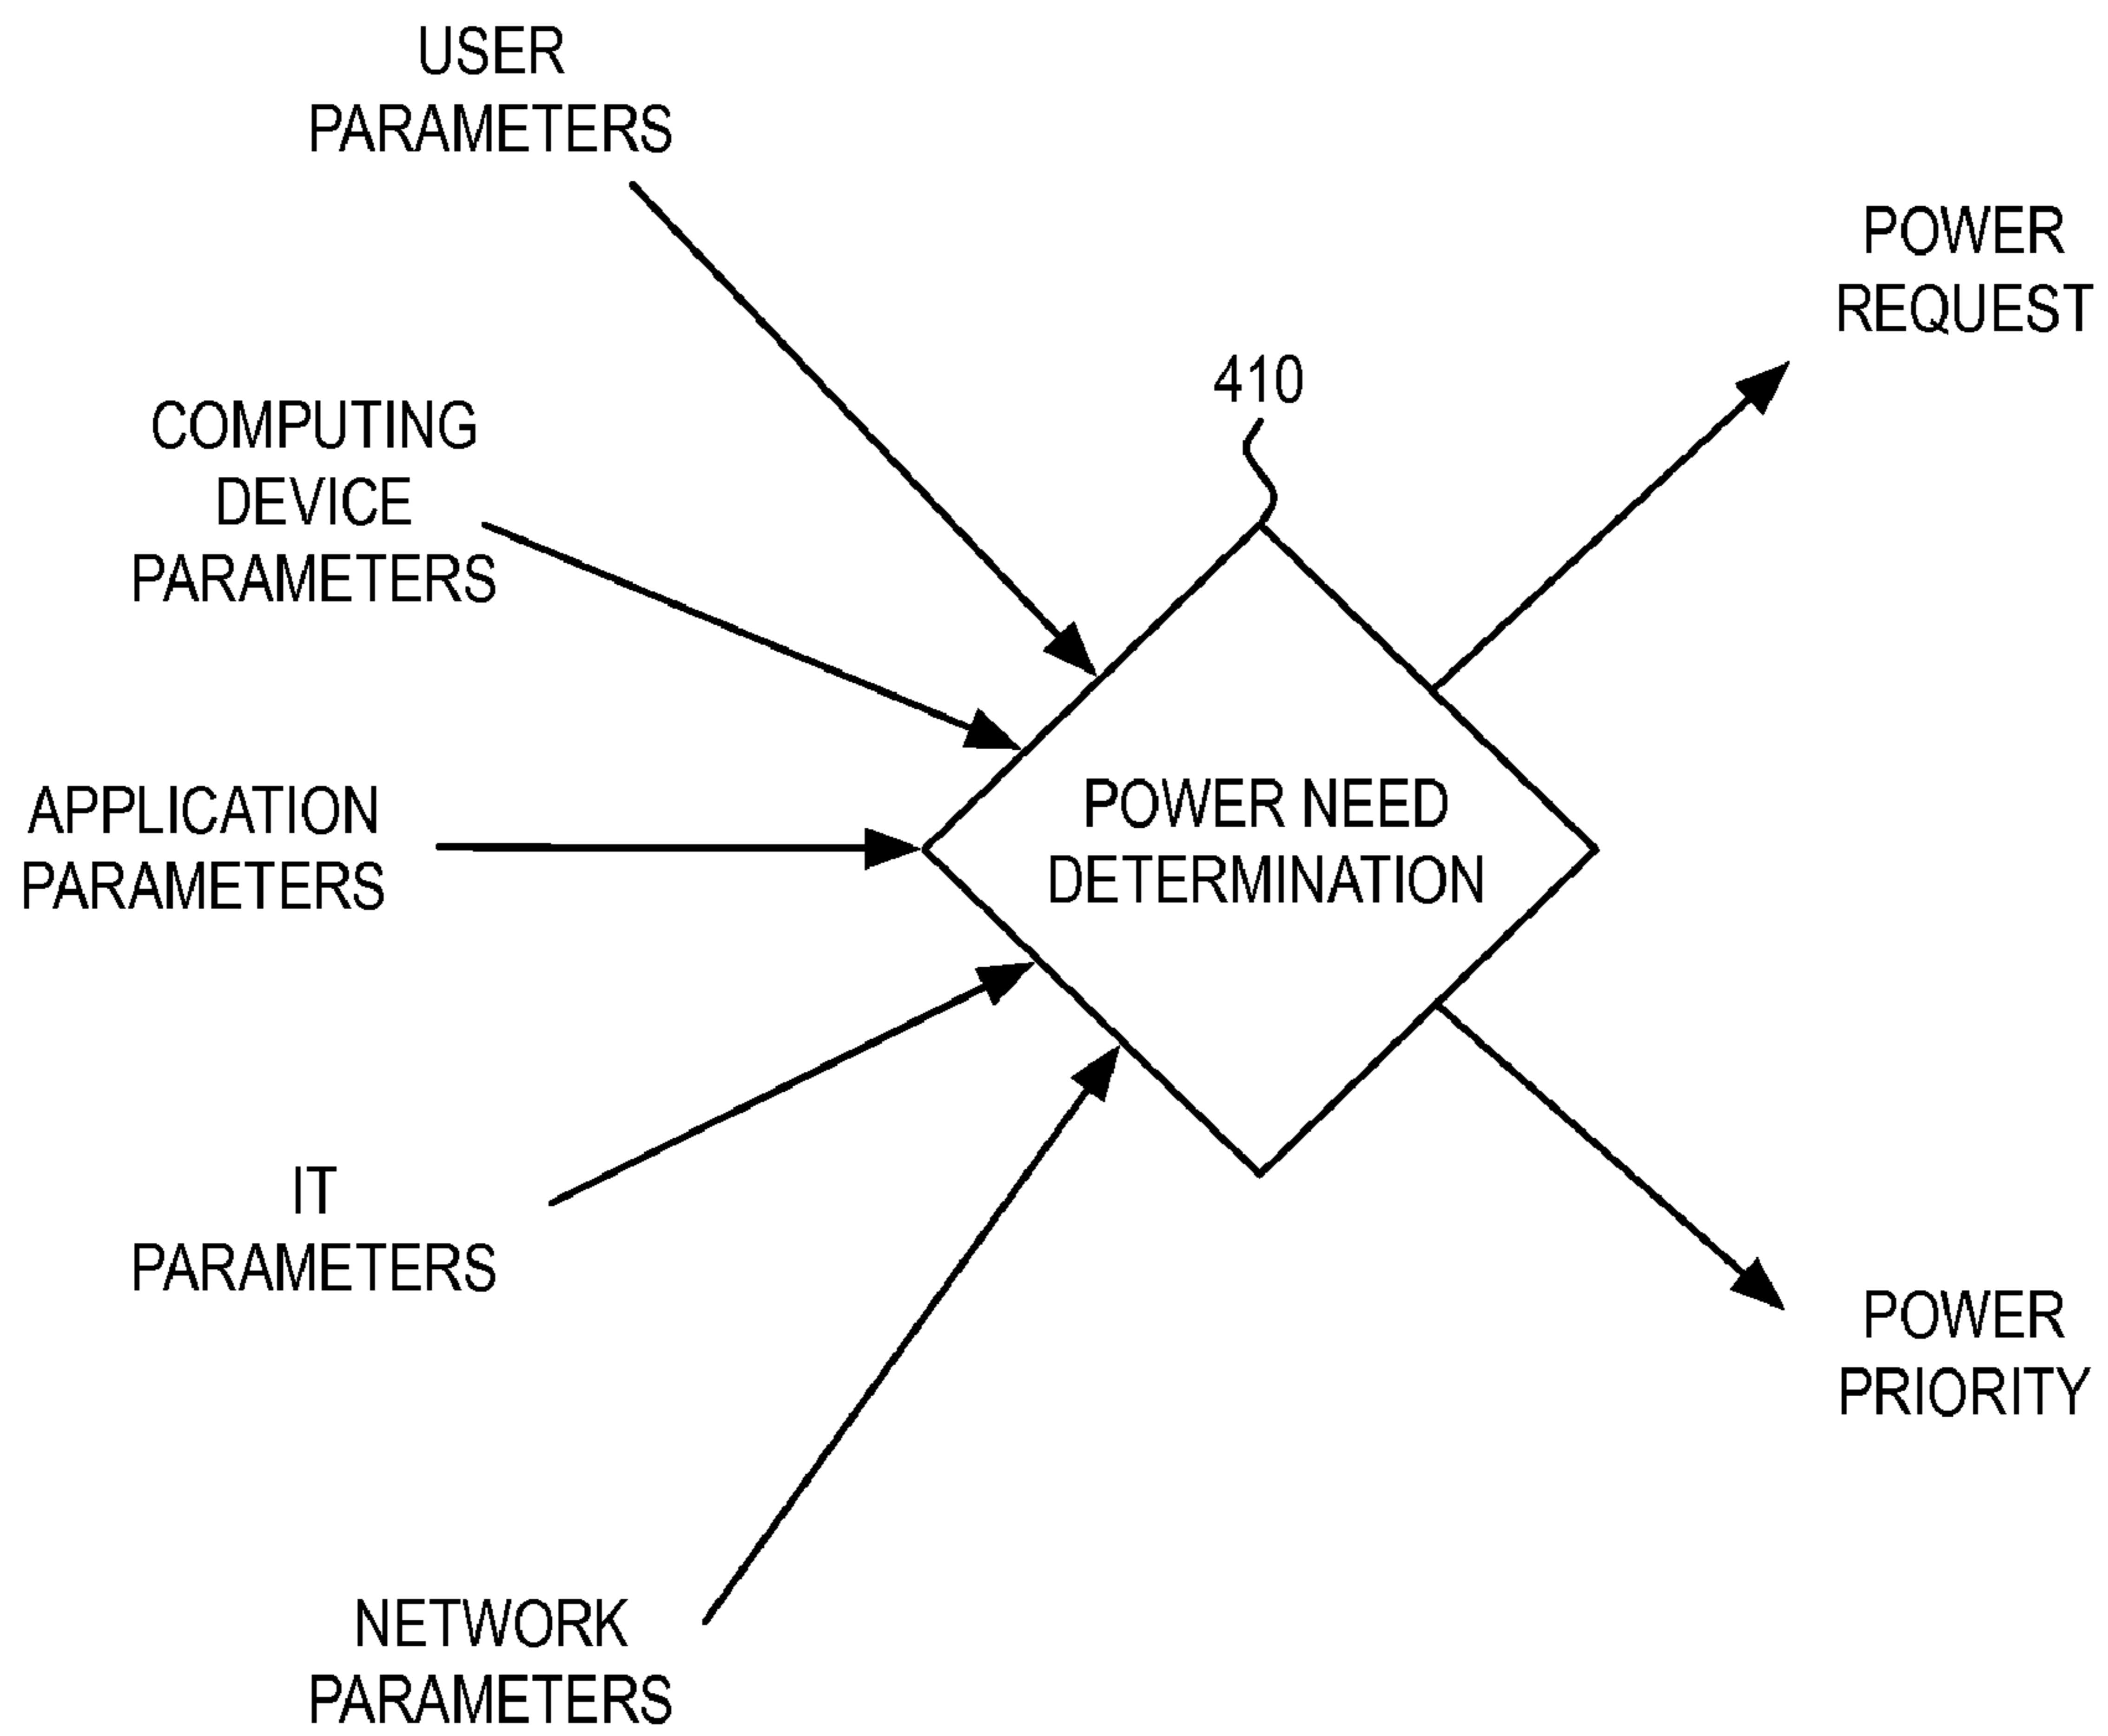 USER
PARAMETERS
COMPUTING
DEVICE
PARAMETERS
APPLICATION
PARAMETERS
IT
PARAMETERS
NETWORK
PARAMETERS
410
POWER NEED
DETERMINATION
POWER
REQUEST
POWER
PRIORITY